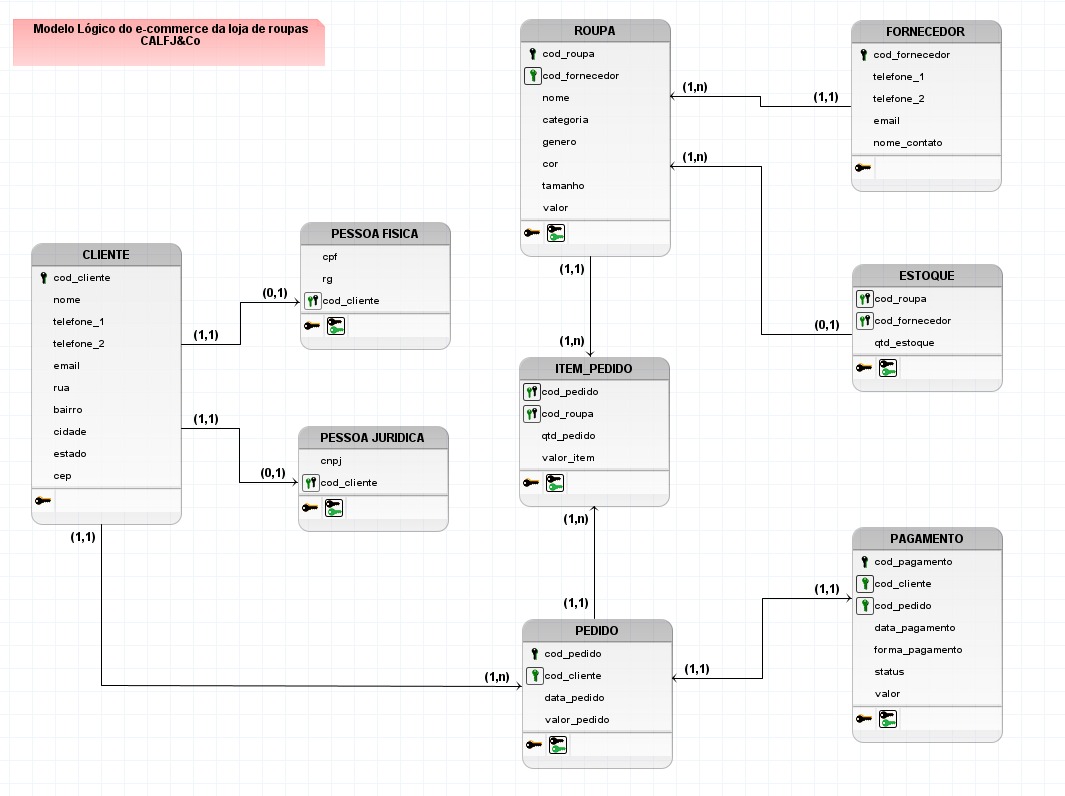 Modelo Lógico do e-commerce da loja de roupas
CALFJ&Co
ROUPA
cod_roupa
cod_fornecedor
nome
categoria
genero
cor
tamanho
valor
FORNECEDOR
cod_fornecedor
telefone_1
telefone_2
email
nome_contato
(1,n)
(1,1)
(1,n)
(0,1)
ESTOQUE
cod_roupa
cod_fornecedor
qtd_estoque
CLIENTE
cod_cliente
nome
telefone_1
telefone_2
email
rua
bairro
cidade
estado
cep
PESSOA FISICA
cpf
rg
cod_cliente
(0,1)
(1,1)
(1,1)
(0,1)
PESSOA JURIDICA
cnpj
cod_cliente
(1,1)
(1,n)
ITEM_PEDIDO
cod_pedido
cod_roupa
qtd_pedido
valor_item
(1,n)
(1,1)
(1,1)
(1,n)
PEDIDO
cod_pedido
cod_cliente
data_pedido
valor_pedido
(1,1)
(1,1)
PAGAMENTO
cod_pagamento
cod_cliente
cod_pedido
data_pagamento
forma_pagamento
status
valor